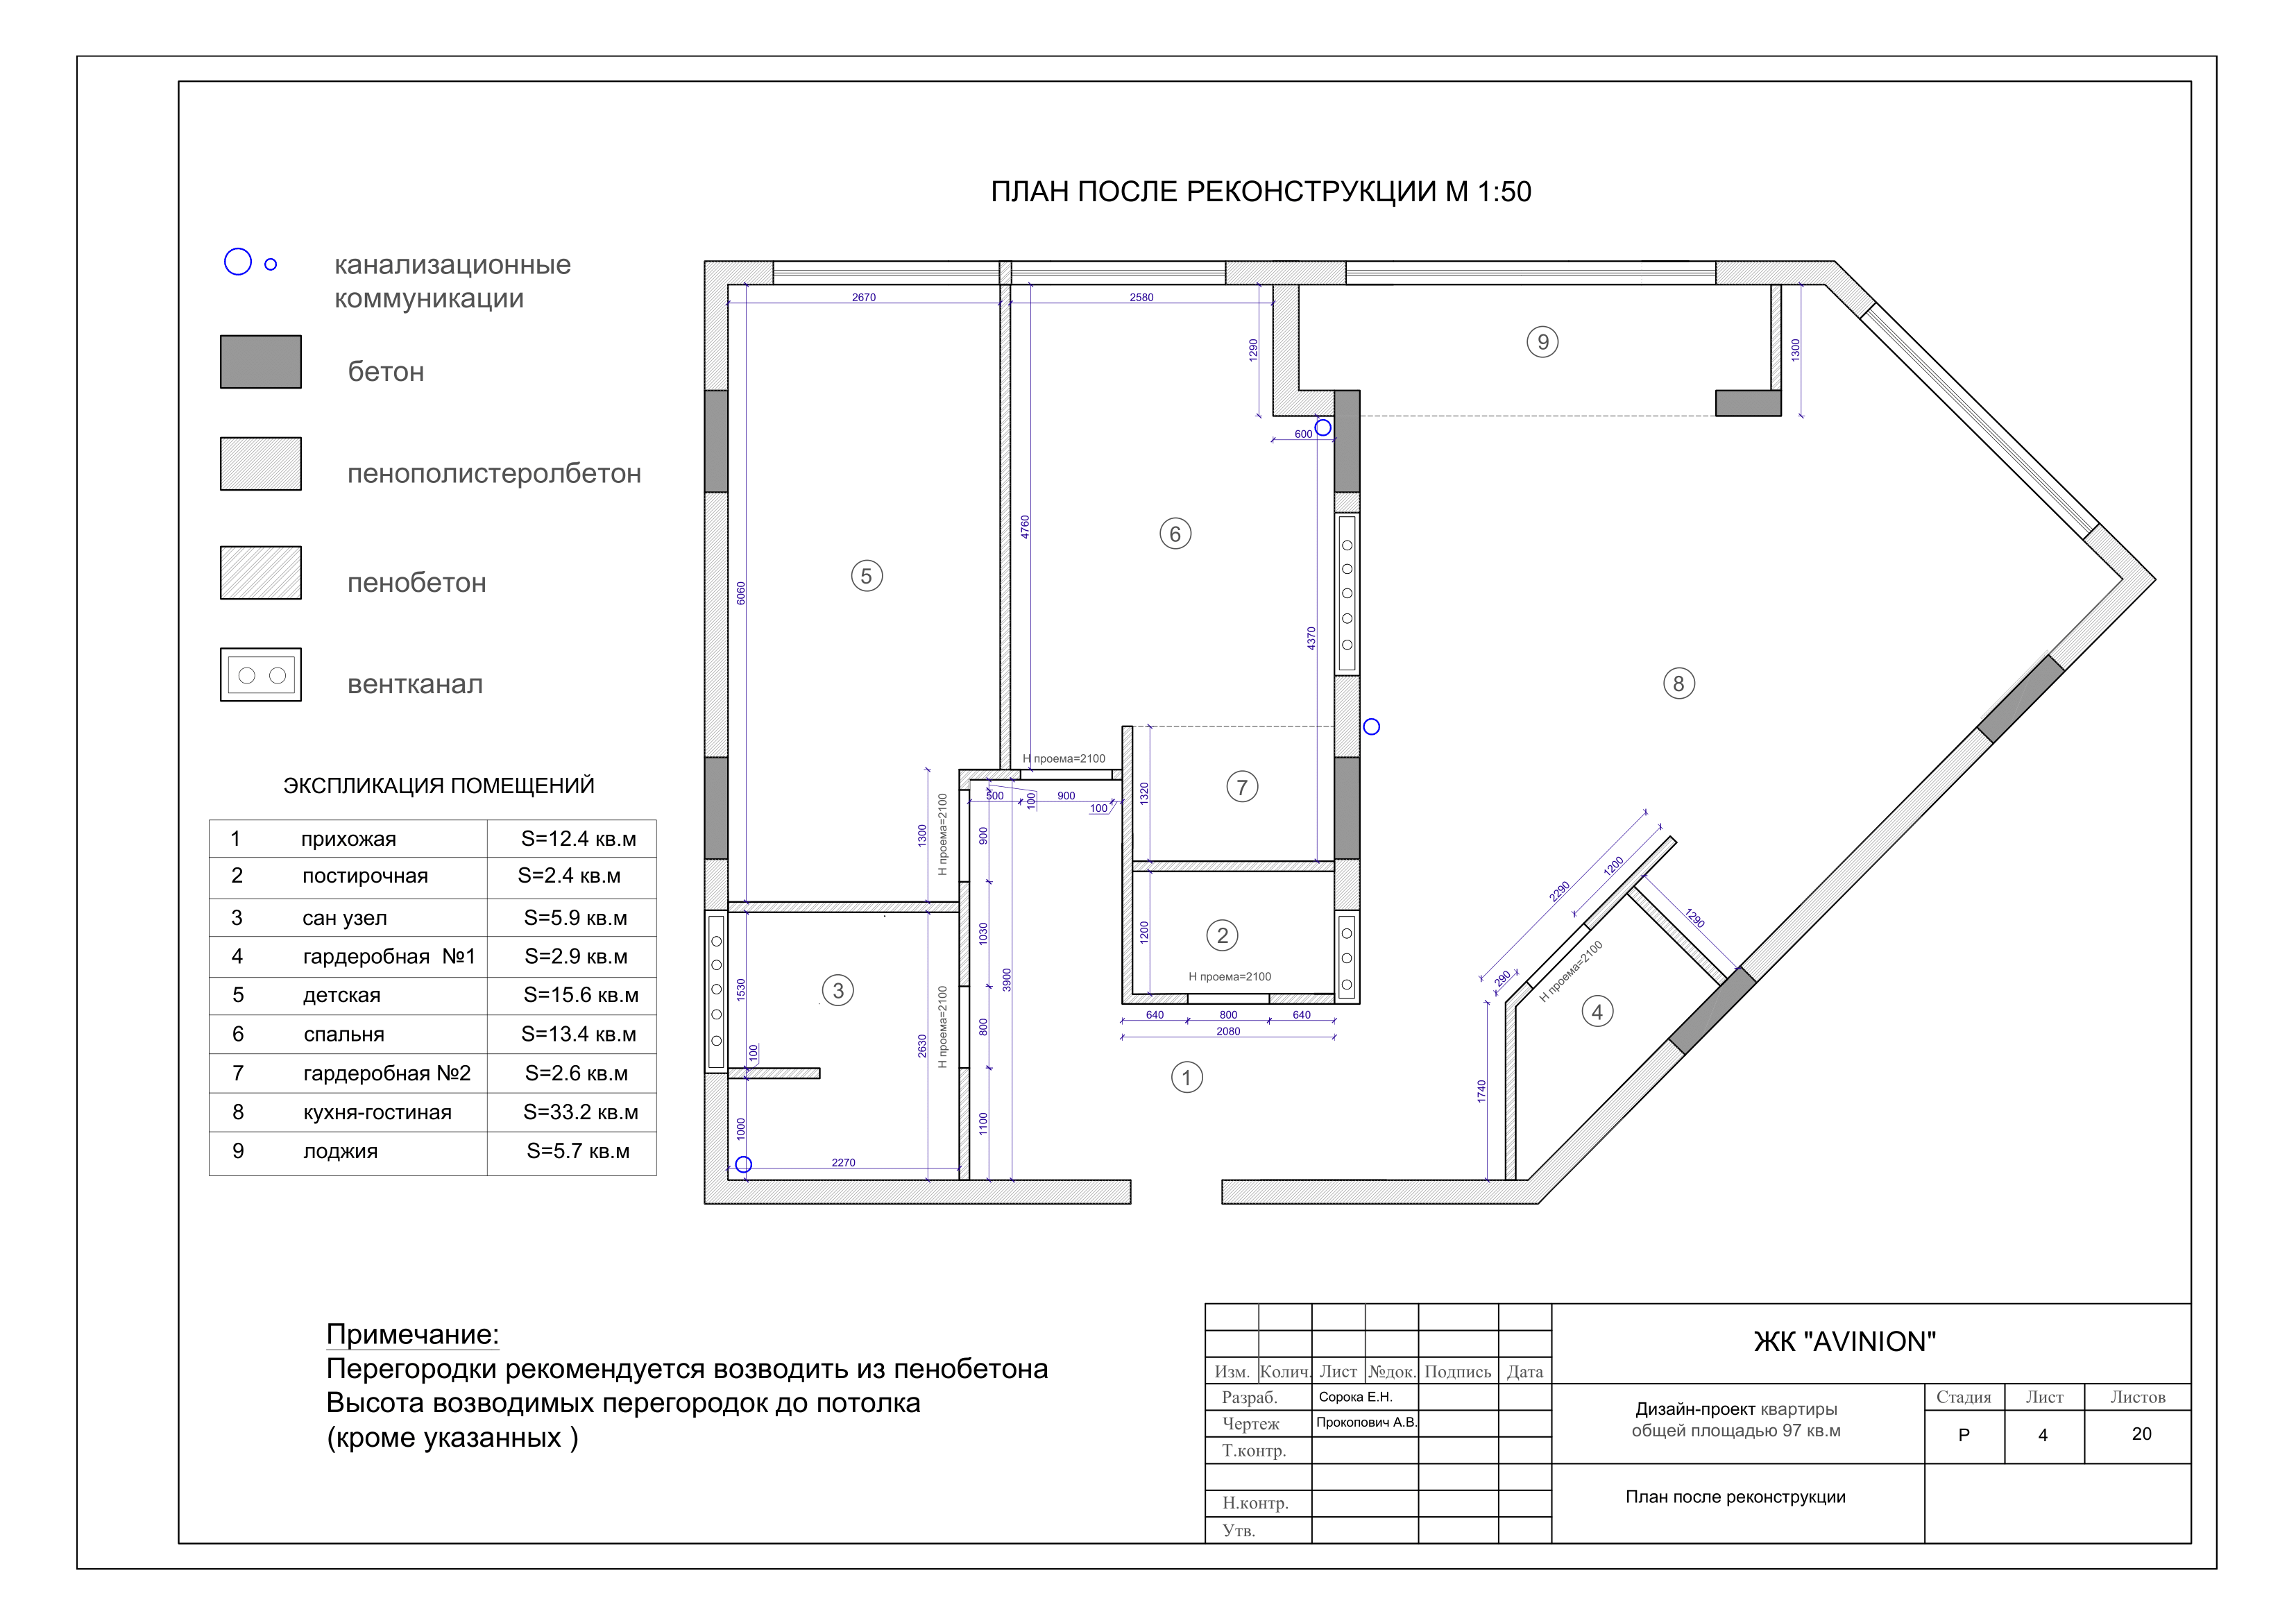 ПЛАН ПОСЛЕ РЕКОНСТРУКЦИИ М 1:50
канализационные
коммуникации
бетон
пенополистеролбетон
пенобетон
вентканал
ЭКСПЛИКАЦИЯ ПОМЕЩЕНИЙ
1 прихожая S=12.4 кв.м
2 постирочная S=2.4 кв.м
3 сан узел S=5.9 кв.м
4 гардеробная №1 S=2.9 кв.м
5 детская S=15.6 кв.м
6 спальня S=13.4 кв.м
7 гардеробная №2 S=2.6 кв.м
8 кухня-гостиная S=33.2 кв.м
9 лоджия S=5.7 кв.м
2670
2580
1290
9
1300
600
4760
6
5
6060
4370
8
Н проема=2100
500
100
900
100
1320
7
1300
Н проема=2100
900
1200
2290
1290
1030
1200
2
Н проема=2100
3
1530
3900
290
Н проема=2100
4
640
800
640
2080
100
2630
Н проема=2100
800
1
1740
1000
1100
2270
Примечание:
Перегородки рекомендуется возводить из пенобетона
Высота возводимых перегородок до потолка
(кроме указанных )
ЖК "AVINION"
Изм. Колич. Лист №док. Подпись Дата
Разраб. Сорока Е.Н.
Чертеж Прокопович А.В.
Т.контр.
Н.контр.
Утв.
Дизайн-проект квартиры
общей площадью 97 кв.м
Стадия Лист Листов
Р 4 20
План после реконструкции